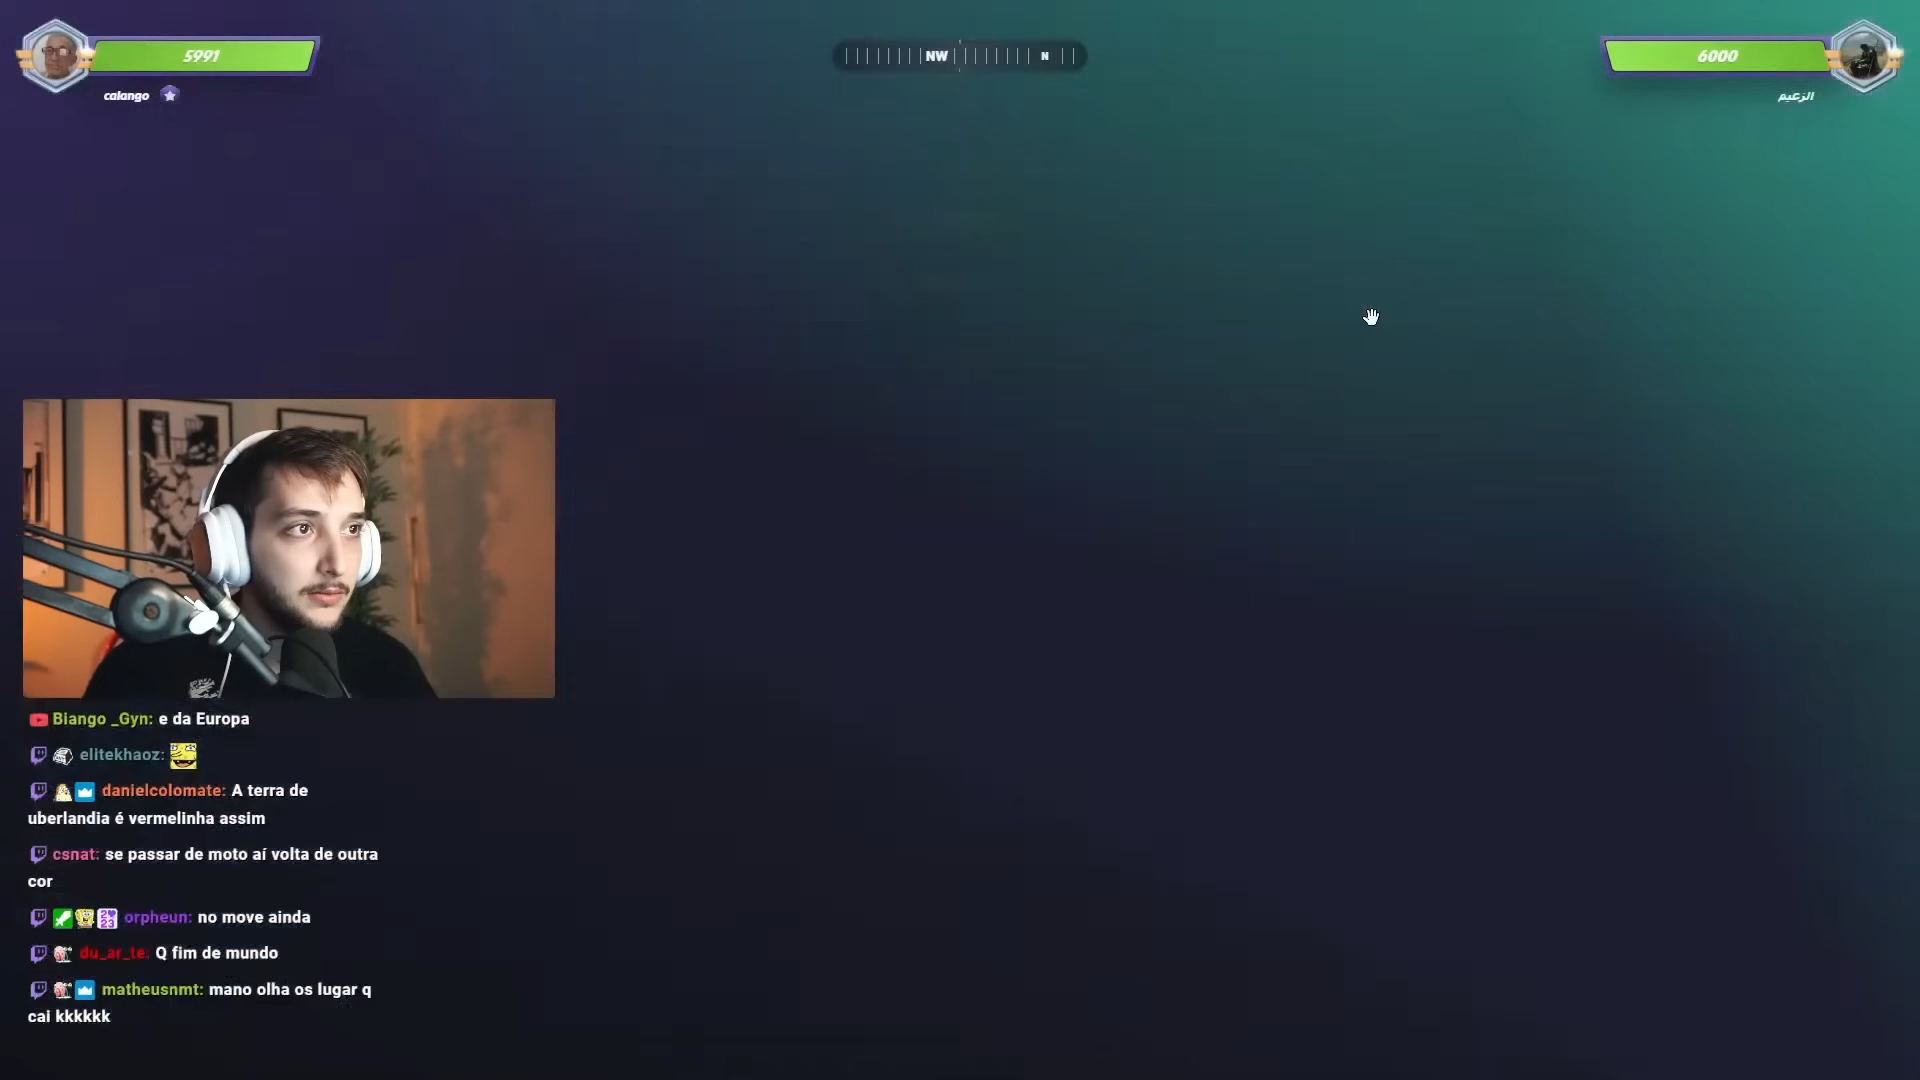 5991
NW
N
6000
calango
الزعيم
Biango _Gyn: e da Europa
elitekhaoz:
danielcolomate: A terra de
uberlandia é vermelinha assim
csnat: se passar de moto aí volta de outra
cor
orpheun: no move ainda
du_ar_te: Q fim de mundo
matheusnmt: mano olha os lugar q
cai kkkkkk